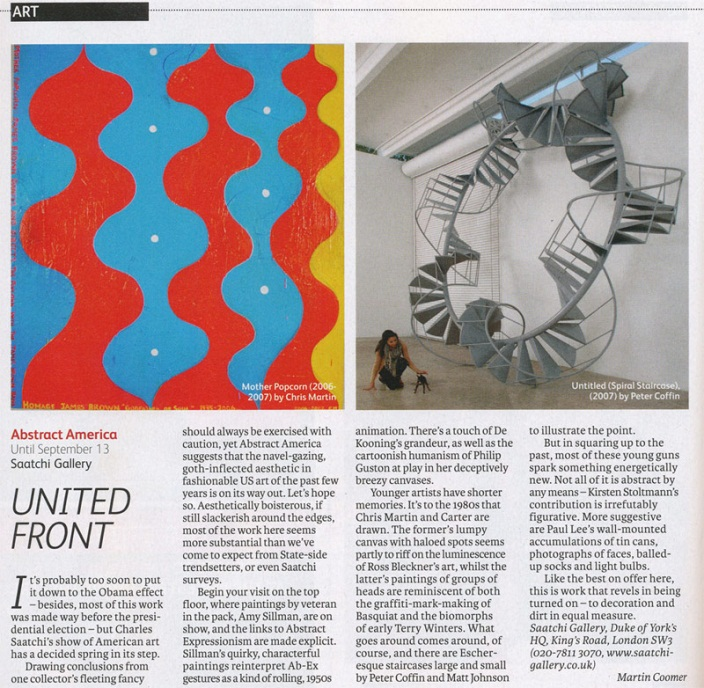 ART
Mother Popcorn (2006-
2007) by Chris Martin
HOMAGE JAMES BROWN "GODFATHER OF SOUL"
Untitled (Spiral Staircase),
(2007) by Peter Coffin
Abstract America
Until September 13
Saatchi Gallery
UNITED
FRONT
It's probably too soon to put
it down to the Obama effect
– besides, most of this work
was made way before the presi-
dential election – but Charles
Saatchi's show of American art
has a decided spring in its step.
Drawing conclusions from
one collector's fleeting fancy
should always be exercised with
caution, yet Abstract America
suggests that the navel-gazing,
goth-inflected aesthetic in
fashionable US art of the past few
years is on its way out. Let's hope
so. Aesthetically boisterous, if
still slackerish around the edges,
most of the work here seems
more substantial than we've
come to expect from State-side
trendsetters, or even Saatchi
surveys.
Begin your visit on the top
floor, where paintings by veteran
in the pack, Amy Sillman, are on
show, and the links to Abstract
Expressionism are made explicit.
Sillman's quirky, characterful
paintings reinterpret Ab-Ex
gestures as a kind of rolling, 1950s
animation. There's a touch of De
Kooning's grandeur, as well as the
cartoonish humanism of Philip
Guston at play in her deceptively
breezy canvases.
Younger artists have shorter
memories. It's to the 1980s that
Chris Martin and Carter are
drawn. The former's lumpy
canvas with haloed spots seems
partly to riff on the luminescence
of Ross Bleckner's art, whilst the
latter's paintings of groups of
heads are reminiscent of both
the graffiti-mark-making of
Basquiat and the biomorphs
of early Terry Winters. What
goes around comes around, of
course, and there are Escher-
esque staircases large and small
by Peter Coffin and Matt Johnson
to illustrate the point.
But in squaring up to the
past, most of these young guns
spark something energetically
new. Not all of it is abstract by
any means – Kirsten Stoltmann's
contribution is irrefutably
figurative. More suggestive
are Paul Lee's wall-mounted
accumulations of tin cans,
photographs of faces, balled-
up socks and light bulbs.
Like the best on offer here,
this is work that revels in being
turned on – to decoration and
dirt in equal measure.
Saatchi Gallery, Duke of York's
HQ, King's Road, London SW3
(020-7811 3070, www.saatchi-
gallery.co.uk)
Martin Coomer